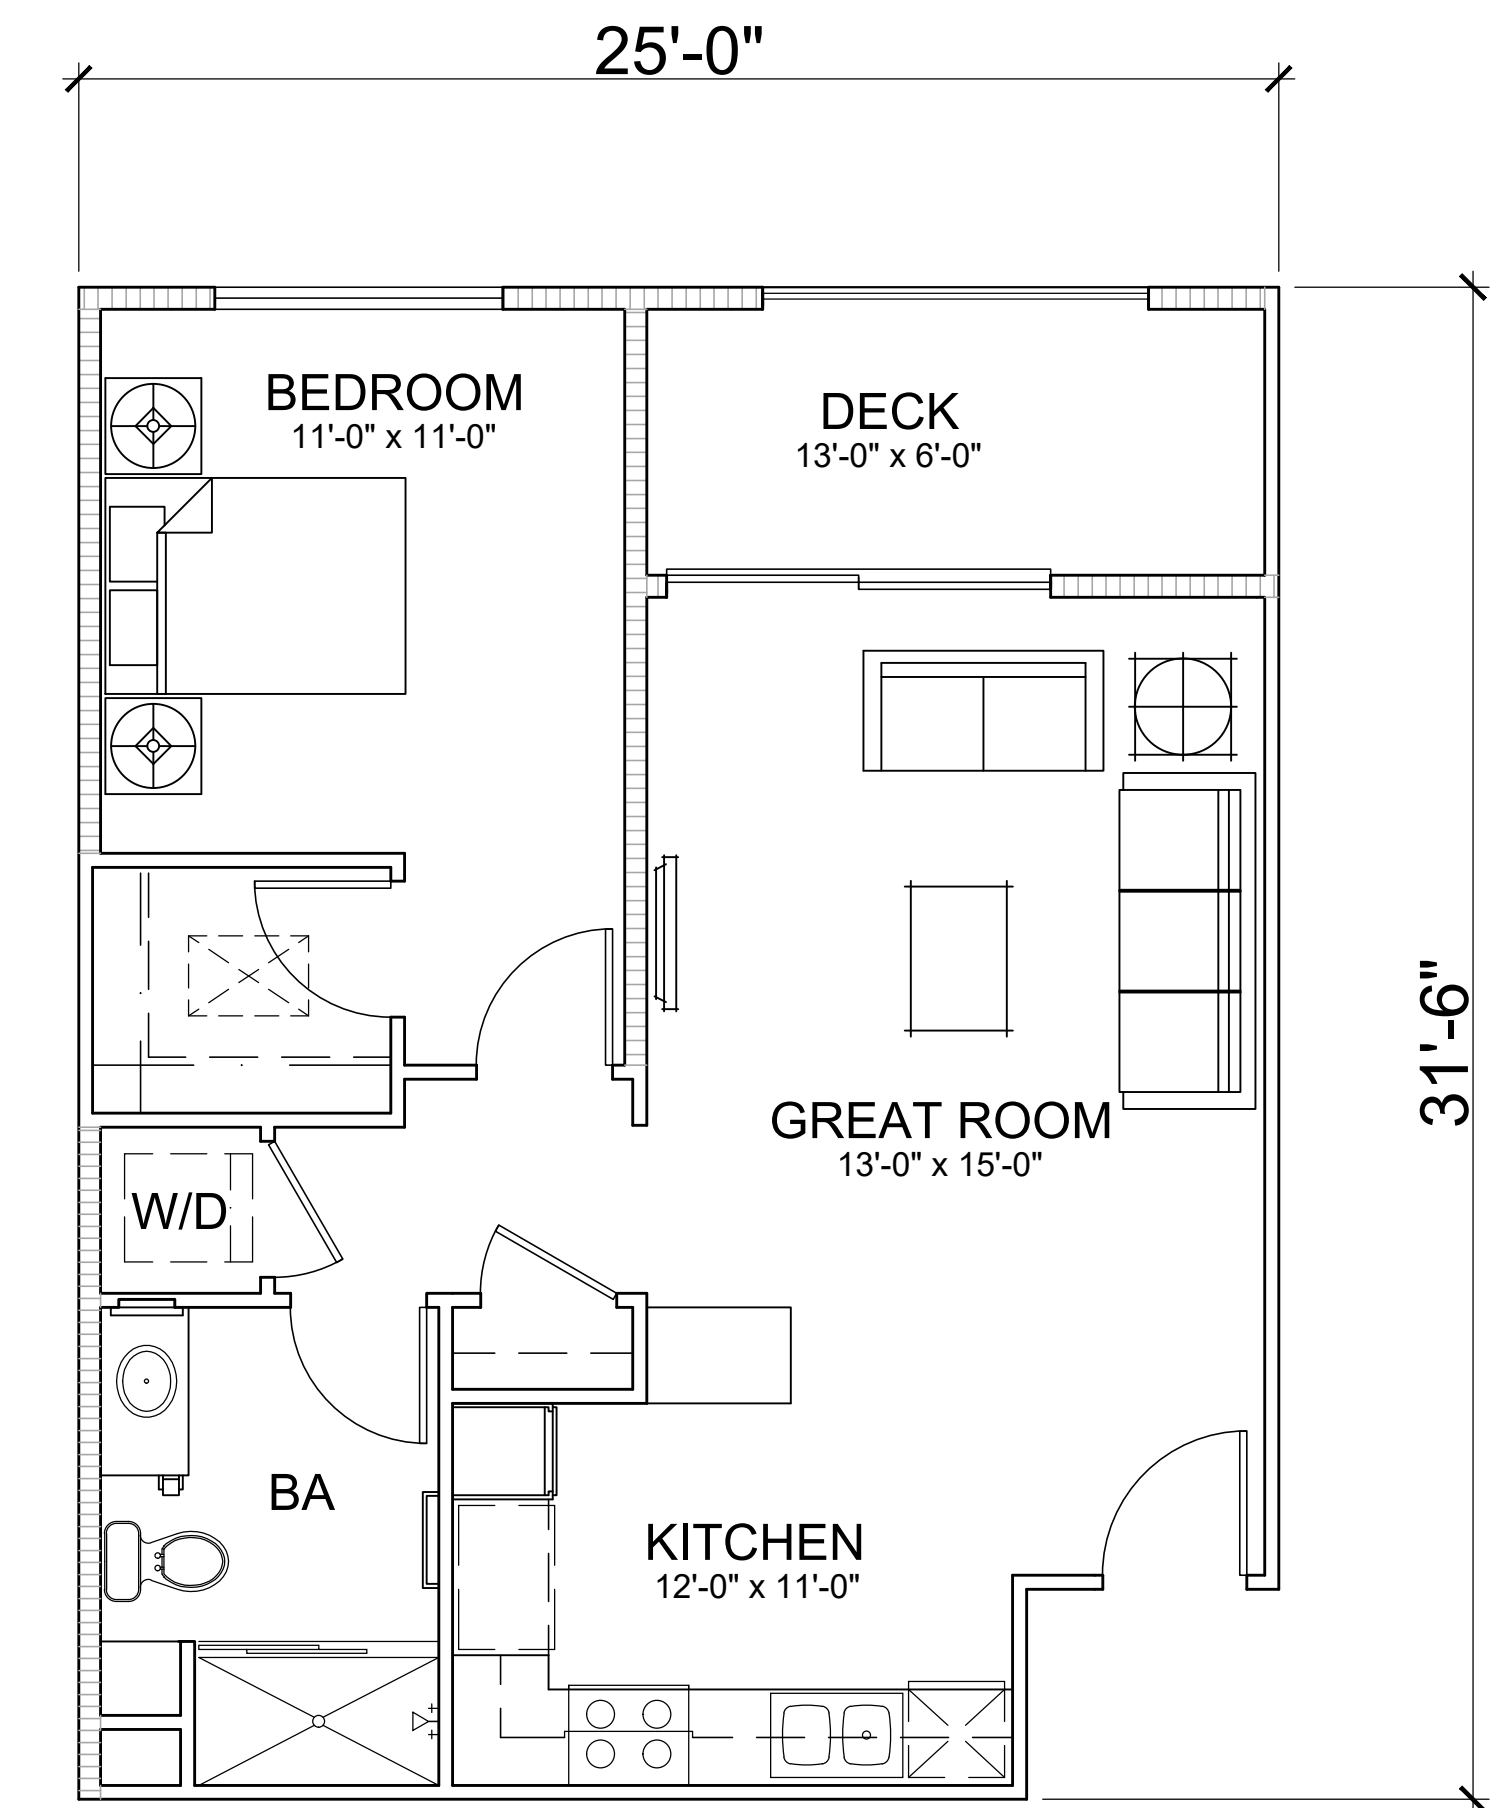 25'-0"
BEDROOM
11'-0" x 11'-0"
DECK
13'-0" x 6'-0"
31'-6"
GREAT ROOM
13'-0" x 15'-0"
W/D
BA
KITCHEN
12'-0" x 11'-0"